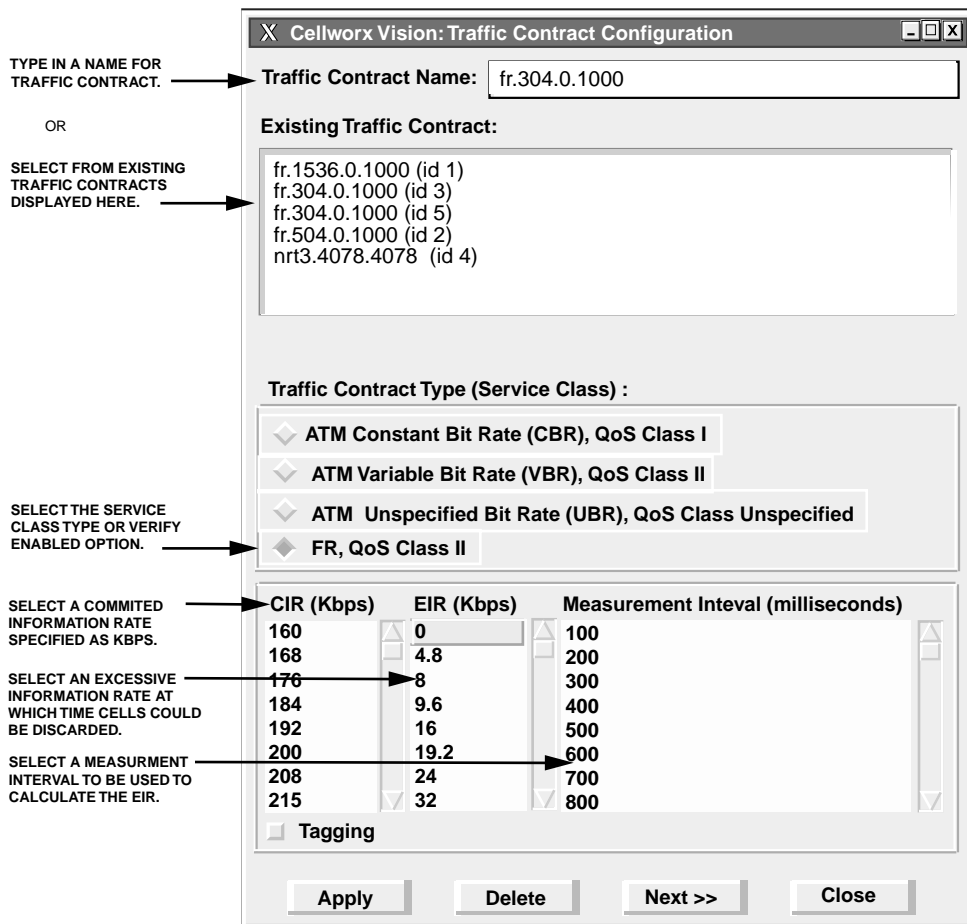 X Cellworx Vision: Traffic Contract Configuration
TYPE IN A NAME FOR
TRAFFIC CONTRACT.
Traffic Contract Name: fr.304.0.1000
OR
Existing Traffic Contract:
SELECT FROM EXISTING
TRAFFIC CONTRACTS
DISPLAYED HERE.
fr.1536.0.1000 (id 1)
fr.304.0.1000 (id 3)
fr.304.0.1000 (id 5)
fr.504.0.1000 (id 2)
nrt3.4078.4078 (id 4)
Traffic Contract Type (Service Class) :
ATM Constant Bit Rate (CBR), QoS Class I
ATM Variable Bit Rate (VBR), QoS Class II
ATM Unspecified Bit Rate (UBR), QoS Class Unspecified
FR, QoS Class II
SELECT THE SERVICE
CLASS TYPE OR VERIFY
ENABLED OPTION.
SELECT A COMMITED
INFORMATION RATE
SPECIFIED AS KBPS.
SELECT AN EXCESSIVE
INFORMATION RATE AT
WHICH TIME CELLS COULD
BE DISCARDED.
SELECT A MEASURMENT
INTERVAL TO BE USED TO
CALCULATE THE EIR.
CIR (Kbps) EIR (Kbps) Measurement Inteval (milliseconds)
160 0 100
168 4.8 200
176 8 300
184 9.6 400
192 16 500
200 19.2 600
208 24 700
215 32 800
Tagging
Apply Delete Next >> Close